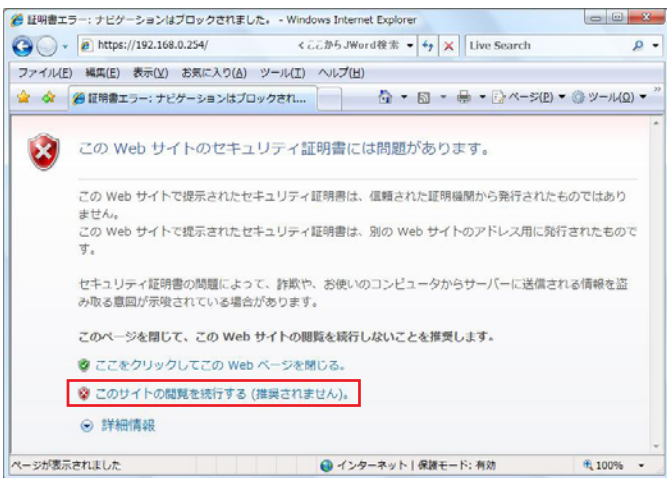 証明書エラー: ナビゲーションはブロックされました。 - Windows Internet Explorer
https://192.168.0.254/
<ここから JWord検索
Live Search
ファイル(F) 編集(E) 表示(V) お気に入り(A) ツール(T) ヘルプ(H)
証明書エラー: ナビゲーションはブロックされ...
ページ(P) ツール(O)
この Web サイトのセキュリティ証明書には問題があります。
この Web サイトで提示されたセキュリティ証明書は、信頼された証明機関から発行されたものではあり
ません。
この Web サイトで提示されたセキュリティ証明書は、別の Web サイトのアドレス用に発行されたもので
す。
セキュリティ証明書の問題によって、詐欺や、お使いのコンピュータからサーバーに送信される情報を盗
み取る意図が示唆されている場合があります。
このページを閉じて、この Web サイトの閲覧を続行しないことを推奨します。
ここをクリックしてこの Web ページを閉じる。
このサイトの閲覧を続行する (推奨されません)。
詳細情報
ページが表示されました
インターネット | 保護モード: 有効
100%